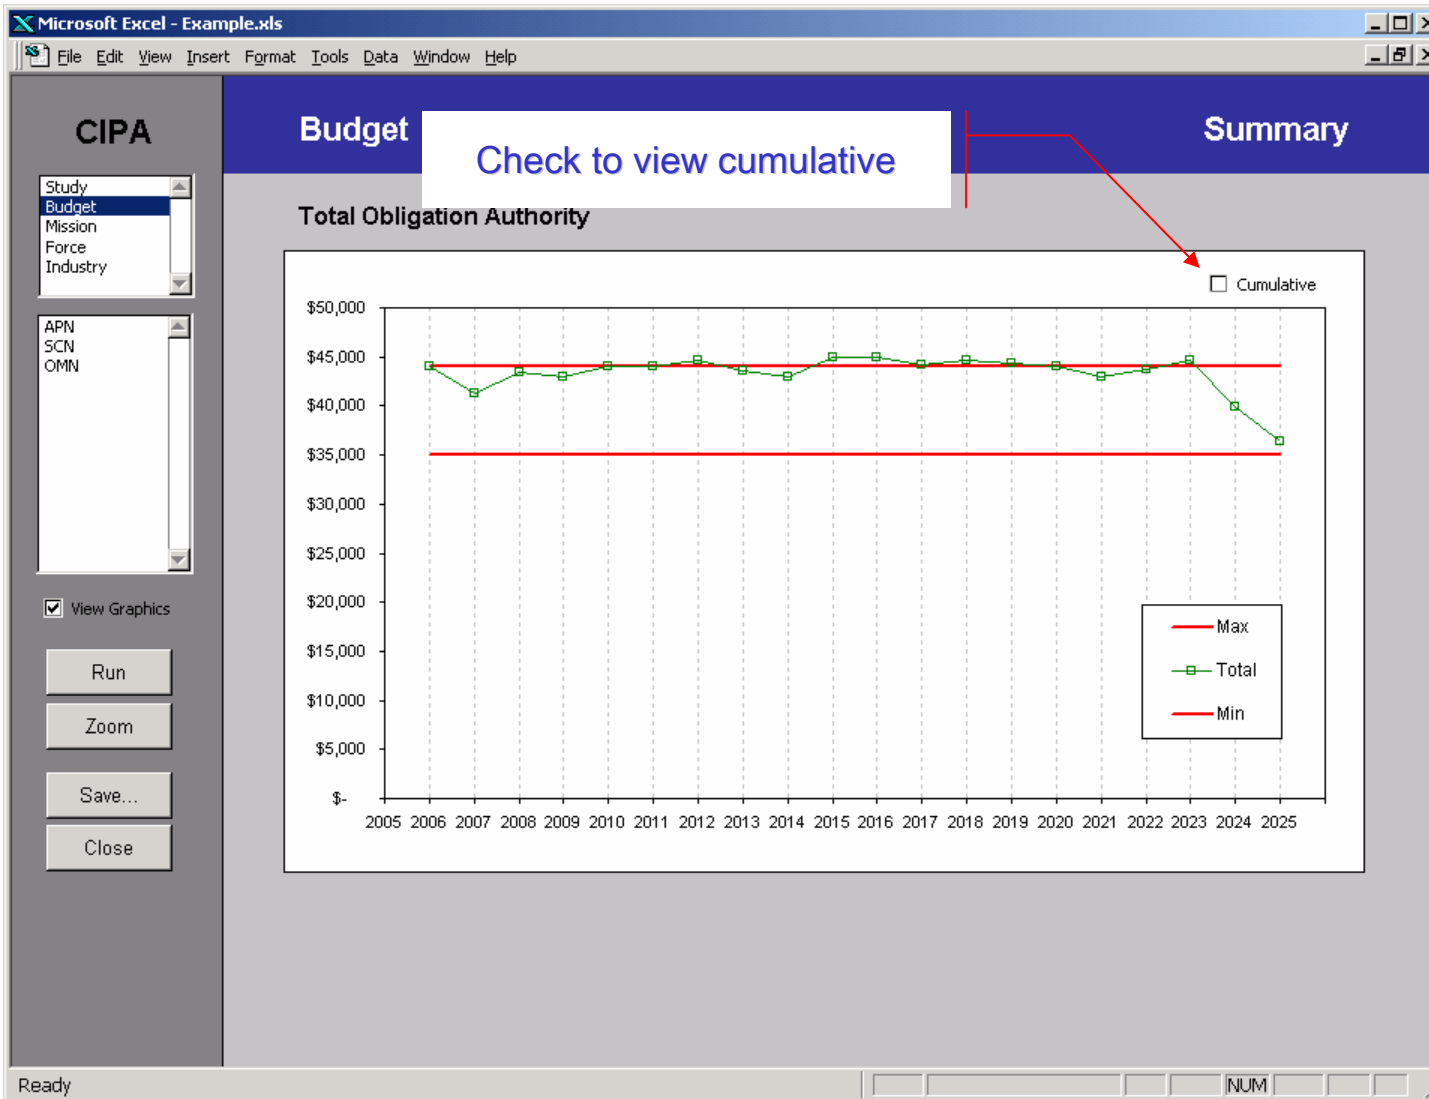 Microsoft Excel - Example.xls
File Edit View Insert Format Tools Data Window Help
CIPA
Budget
Summary
Check to view cumulative
Study
Budget
Mission
Force
Industry
Total Obligation Authority
Cumulative
APN
SCN
OMN
$50,000
$45,000
$40,000
$35,000
$30,000
$25,000
$20,000
$15,000
$10,000
$5,000
$-
2005 2006 2007 2008 2009 2010 2011 2012 2013 2014 2015 2016 2017 2018 2019 2020 2021 2022 2023 2024 2025
Max
Total
Min
View Graphics
Run
Zoom
Save...
Close
Ready
NUM